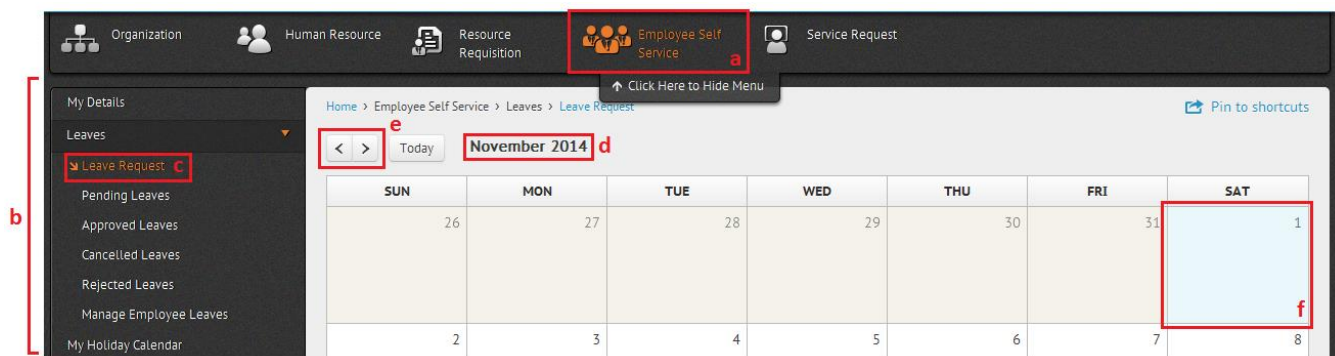 Organization
Human Resource
Resource
Requisition
Employee Self
Service
a
Service Request
Click Here to Hide Menu
b
My Details
Leaves
Leave Request c
Pending Leaves
Approved Leaves
Cancelled Leaves
Rejected Leaves
Manage Employee Leaves
My Holiday Calendar
Home > Employee Self Service > Leaves > Leave Request
Pin to shortcuts
e
< > Today November 2014 d
SUN MON TUE WED THU FRI SAT
26 27 28 29 30 31 1
f
2 3 4 5 6 7 8